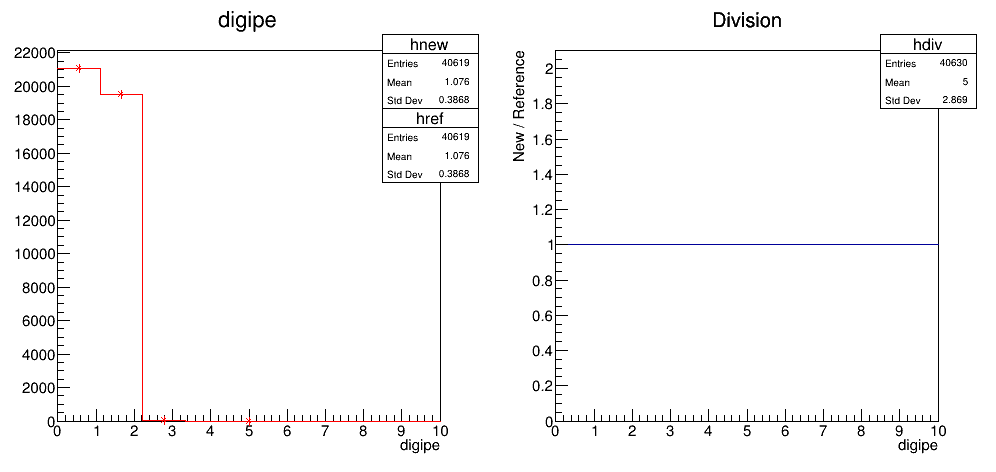 digipe
hnew
Entries 40619
Mean 1.076
Std Dev 0.3868
href
Entries 40619
Mean 1.076
Std Dev 0.3868
22000
20000
18000
16000
14000
12000
10000
8000
6000
4000
2000
0
0 1 2 3 4 5 6 7 8 9 10
digipe
Division
hdiv
Entries 40630
Mean 5
Std Dev 2.869
New / Reference
2
1.8
1.6
1.4
1.2
1
0.8
0.6
0.4
0.2
0
0 1 2 3 4 5 6 7 8 9 10
digipe